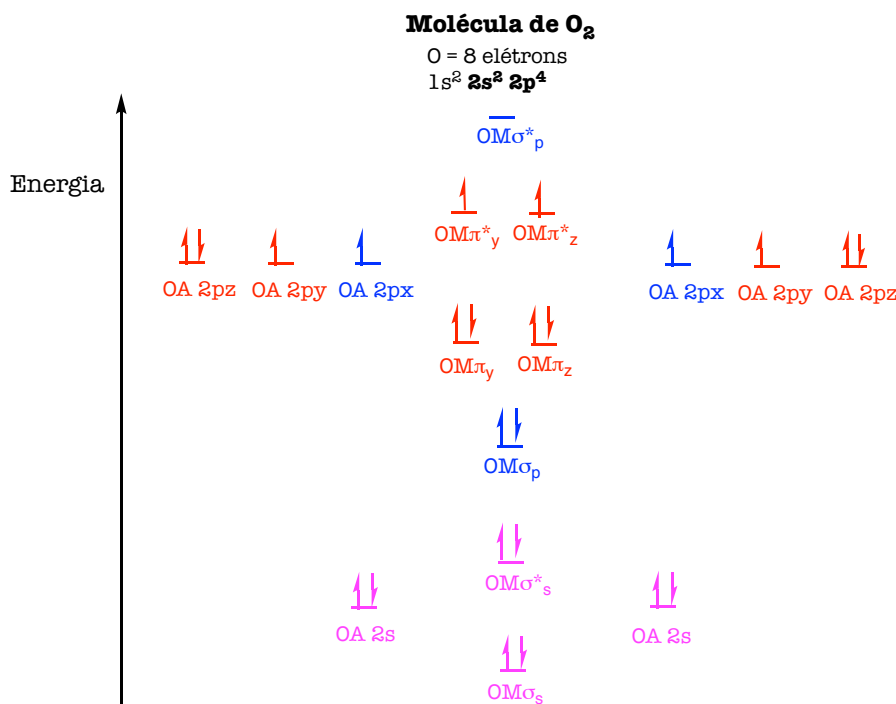 Molécula de O₂
O = 8 elétrons
1s² 2s² 2p⁴
OMσ*ₚ
Energia
OMπ*y OMπ*z
OA 2pz OA 2py OA 2px OA 2px OA 2py OA 2pz
OMπy OMπz
OMσₚ
OMσ*ₛ
OA 2s OA 2s
OMσₛ